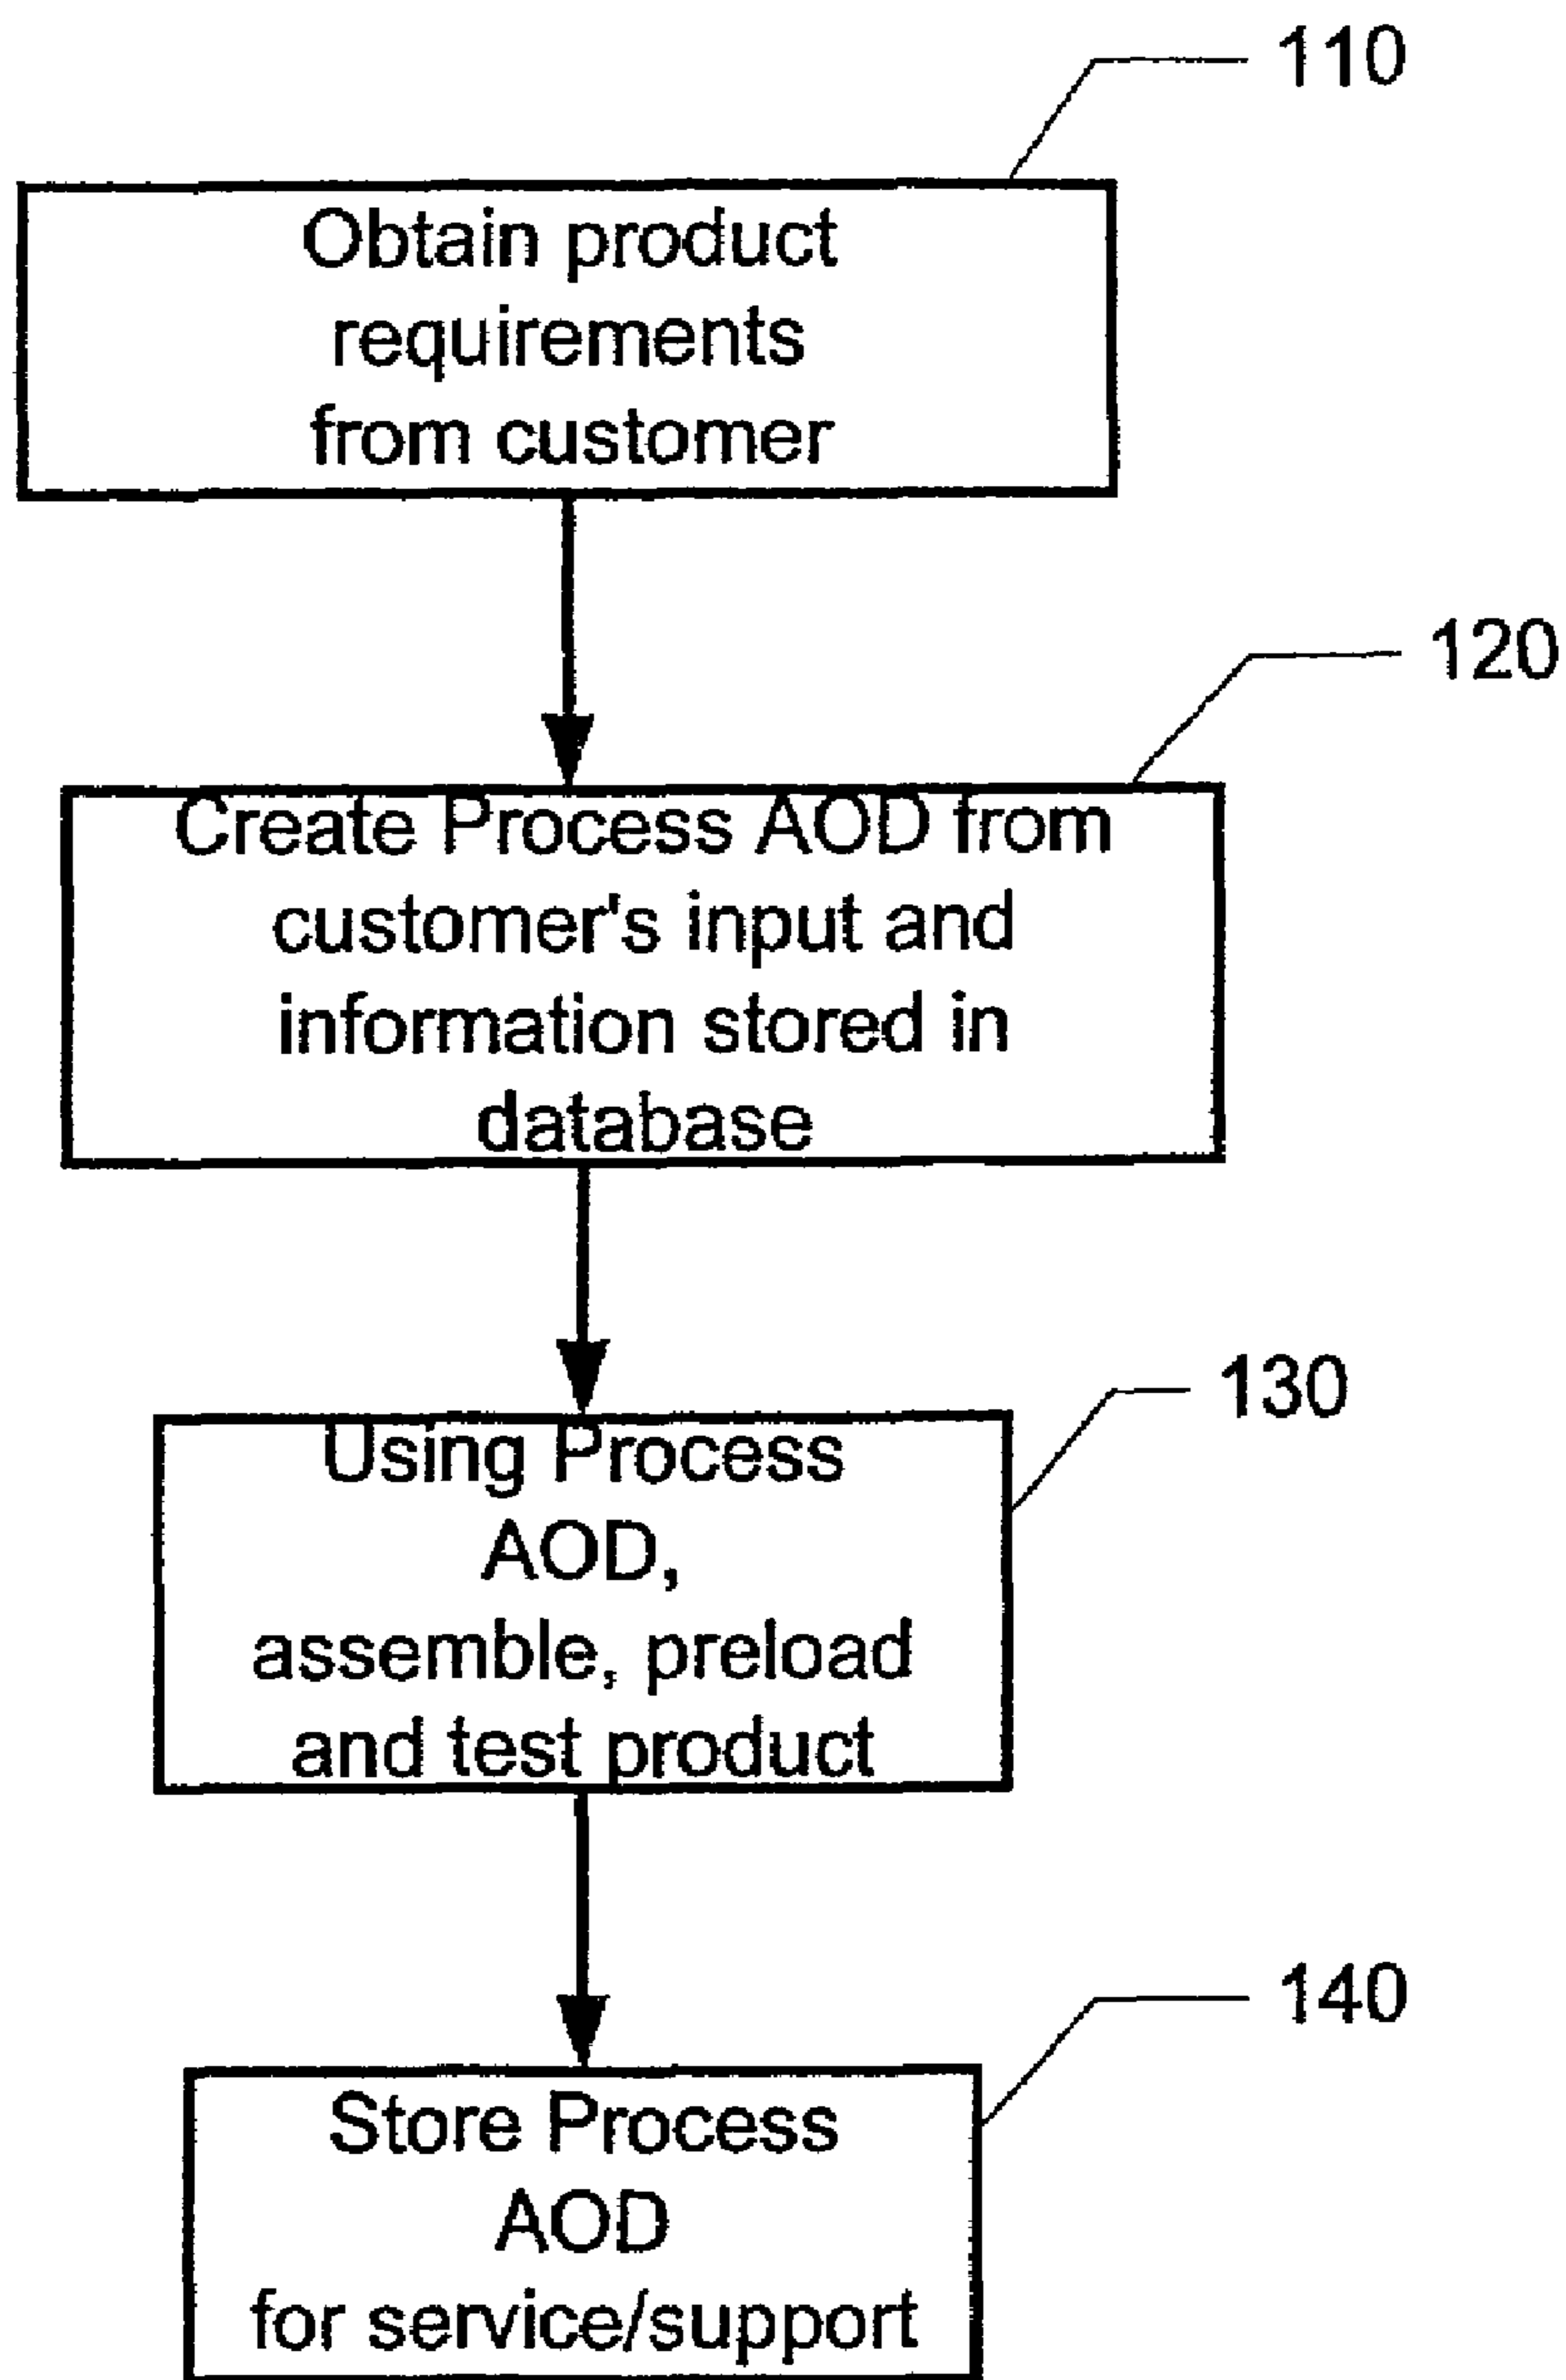 110
Obtain product
requirements
from customer
120
Create Process AOD from
customer's input and
information stored in
database
130
Using Process
AOD,
assemble, preload
and test product
140
Store Process
AOD
for service/support